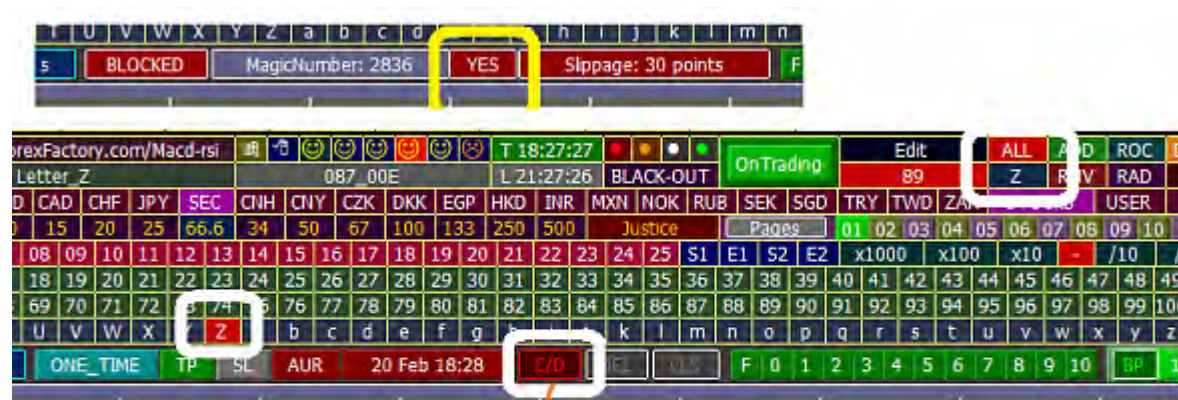 T U V W X Y Z a b c d h i j k l m n
s BLOCKED MagicNumber: 2836 YES Slippage: 30 points F
orexFactory.com/Macd-rsi T 18:27:27 OnTrading Edit ALL ADD ROC
Letter_Z 087_00E L 21:27:26 BLACK-OUT 89 Z RMV RAD
D CAD CHF JPY SEC CNH CNY CZK DKK EGP HKD INR MXN NOK RUB SEK SGD TRY TWD ZAR USER
15 20 25 66.6 34 50 67 100 133 250 500 Justice Pages 01 02 03 04 05 06 07 08 09 10
08 09 10 11 12 13 14 15 16 17 18 19 20 21 22 23 24 25 S1 E1 S2 E2 x1000 x100 x10 - /10
18 19 20 21 22 23 24 25 26 27 28 29 30 31 32 33 34 35 36 37 38 39 40 41 42 43 44 45 46 47 48 49
69 70 71 72 74 76 77 78 79 80 81 82 83 84 85 86 87 88 89 90 91 92 93 94 95 96 97 98 99 100
U V W X Y Z b c d e f g h i j k l m n o p q r s t u v w x y z
ONE_TIME TP SL AUR 20 Feb 18:28 C/D F 0 1 2 3 4 5 6 7 8 9 10 BP 1